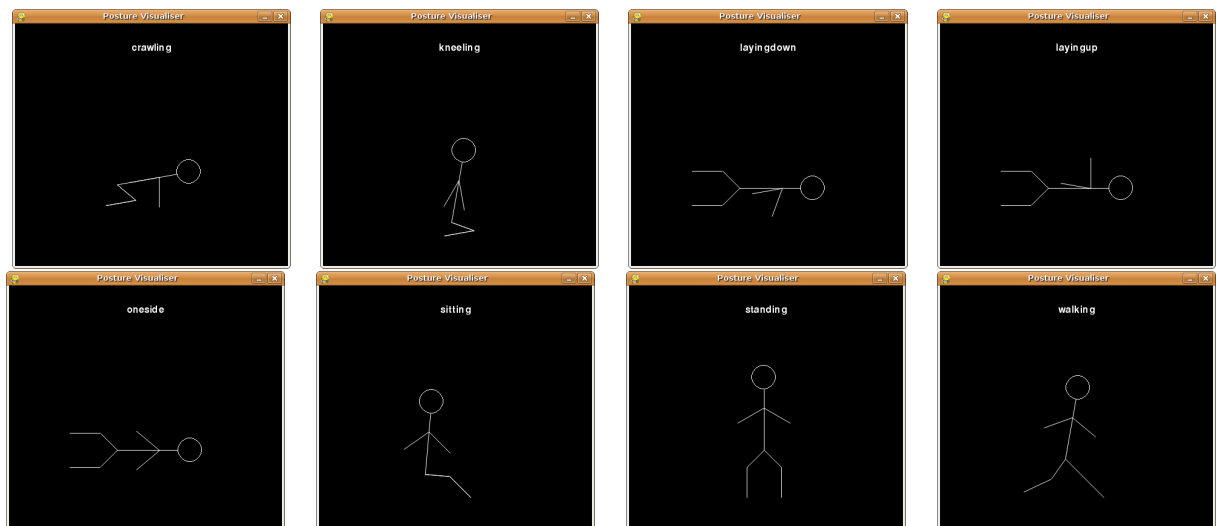 Posture Visualiser
crawling
Posture Visualiser
kneeling
Posture Visualiser
layingdown
Posture Visualiser
layingup
Posture Visualiser
oneside
Posture Visualiser
sitting
Posture Visualiser
standing
Posture Visualiser
walking